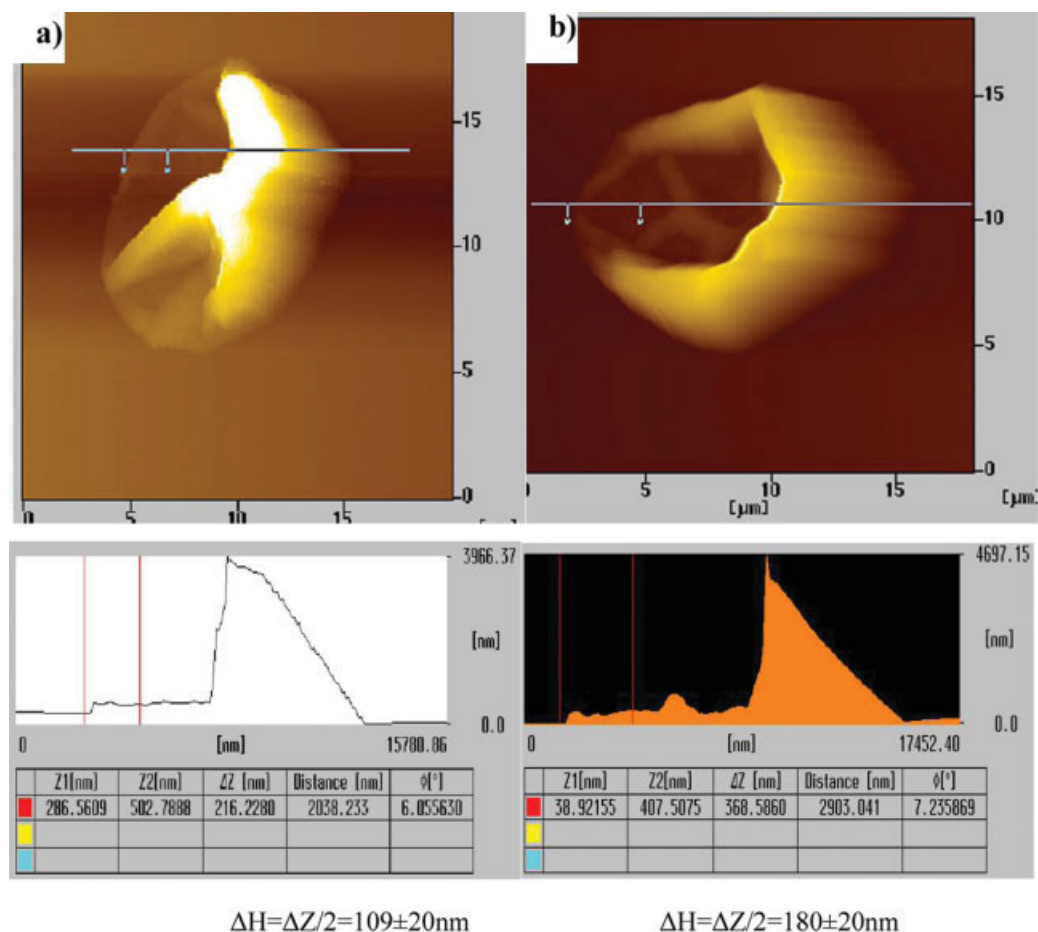 a)
b)
15
10
5
0
0
5
10
15
15
10
5
0
0
5
10
15
[µm]
[µm]
3966.37
[nm]
0.0
0
[nm]
15780.86
4697.15
[nm]
0.0
0
[nm]
17452.40
Z1[nm] Z2[nm] ΔZ [nm] Distance [nm] φ[°]
286.5609 502.7888 216.2280 2038.233 6.055630
Z1[nm] Z2[nm] ΔZ [nm] Distance [nm] φ[°]
38.92155 407.5075 368.5860 2903.041 7.235869
ΔH=ΔZ/2=109±20nm
ΔH=ΔZ/2=180±20nm